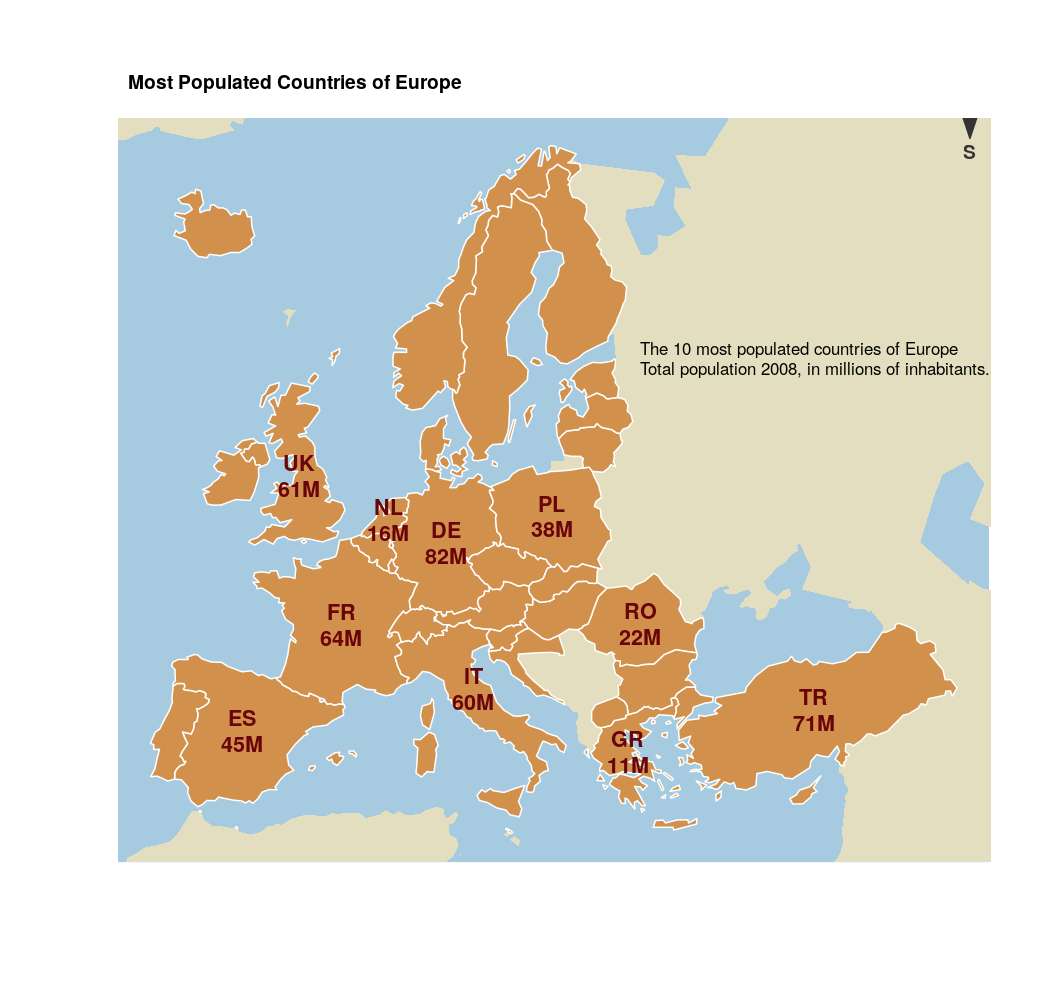 Most Populated Countries of Europe
S
The 10 most populated countries of Europe
Total population 2008, in millions of inhabitants.
UK
61M
NL
16M
DE
82M
PL
38M
FR
64M
RO
22M
IT
60M
ES
45M
TR
71M
GR
11M